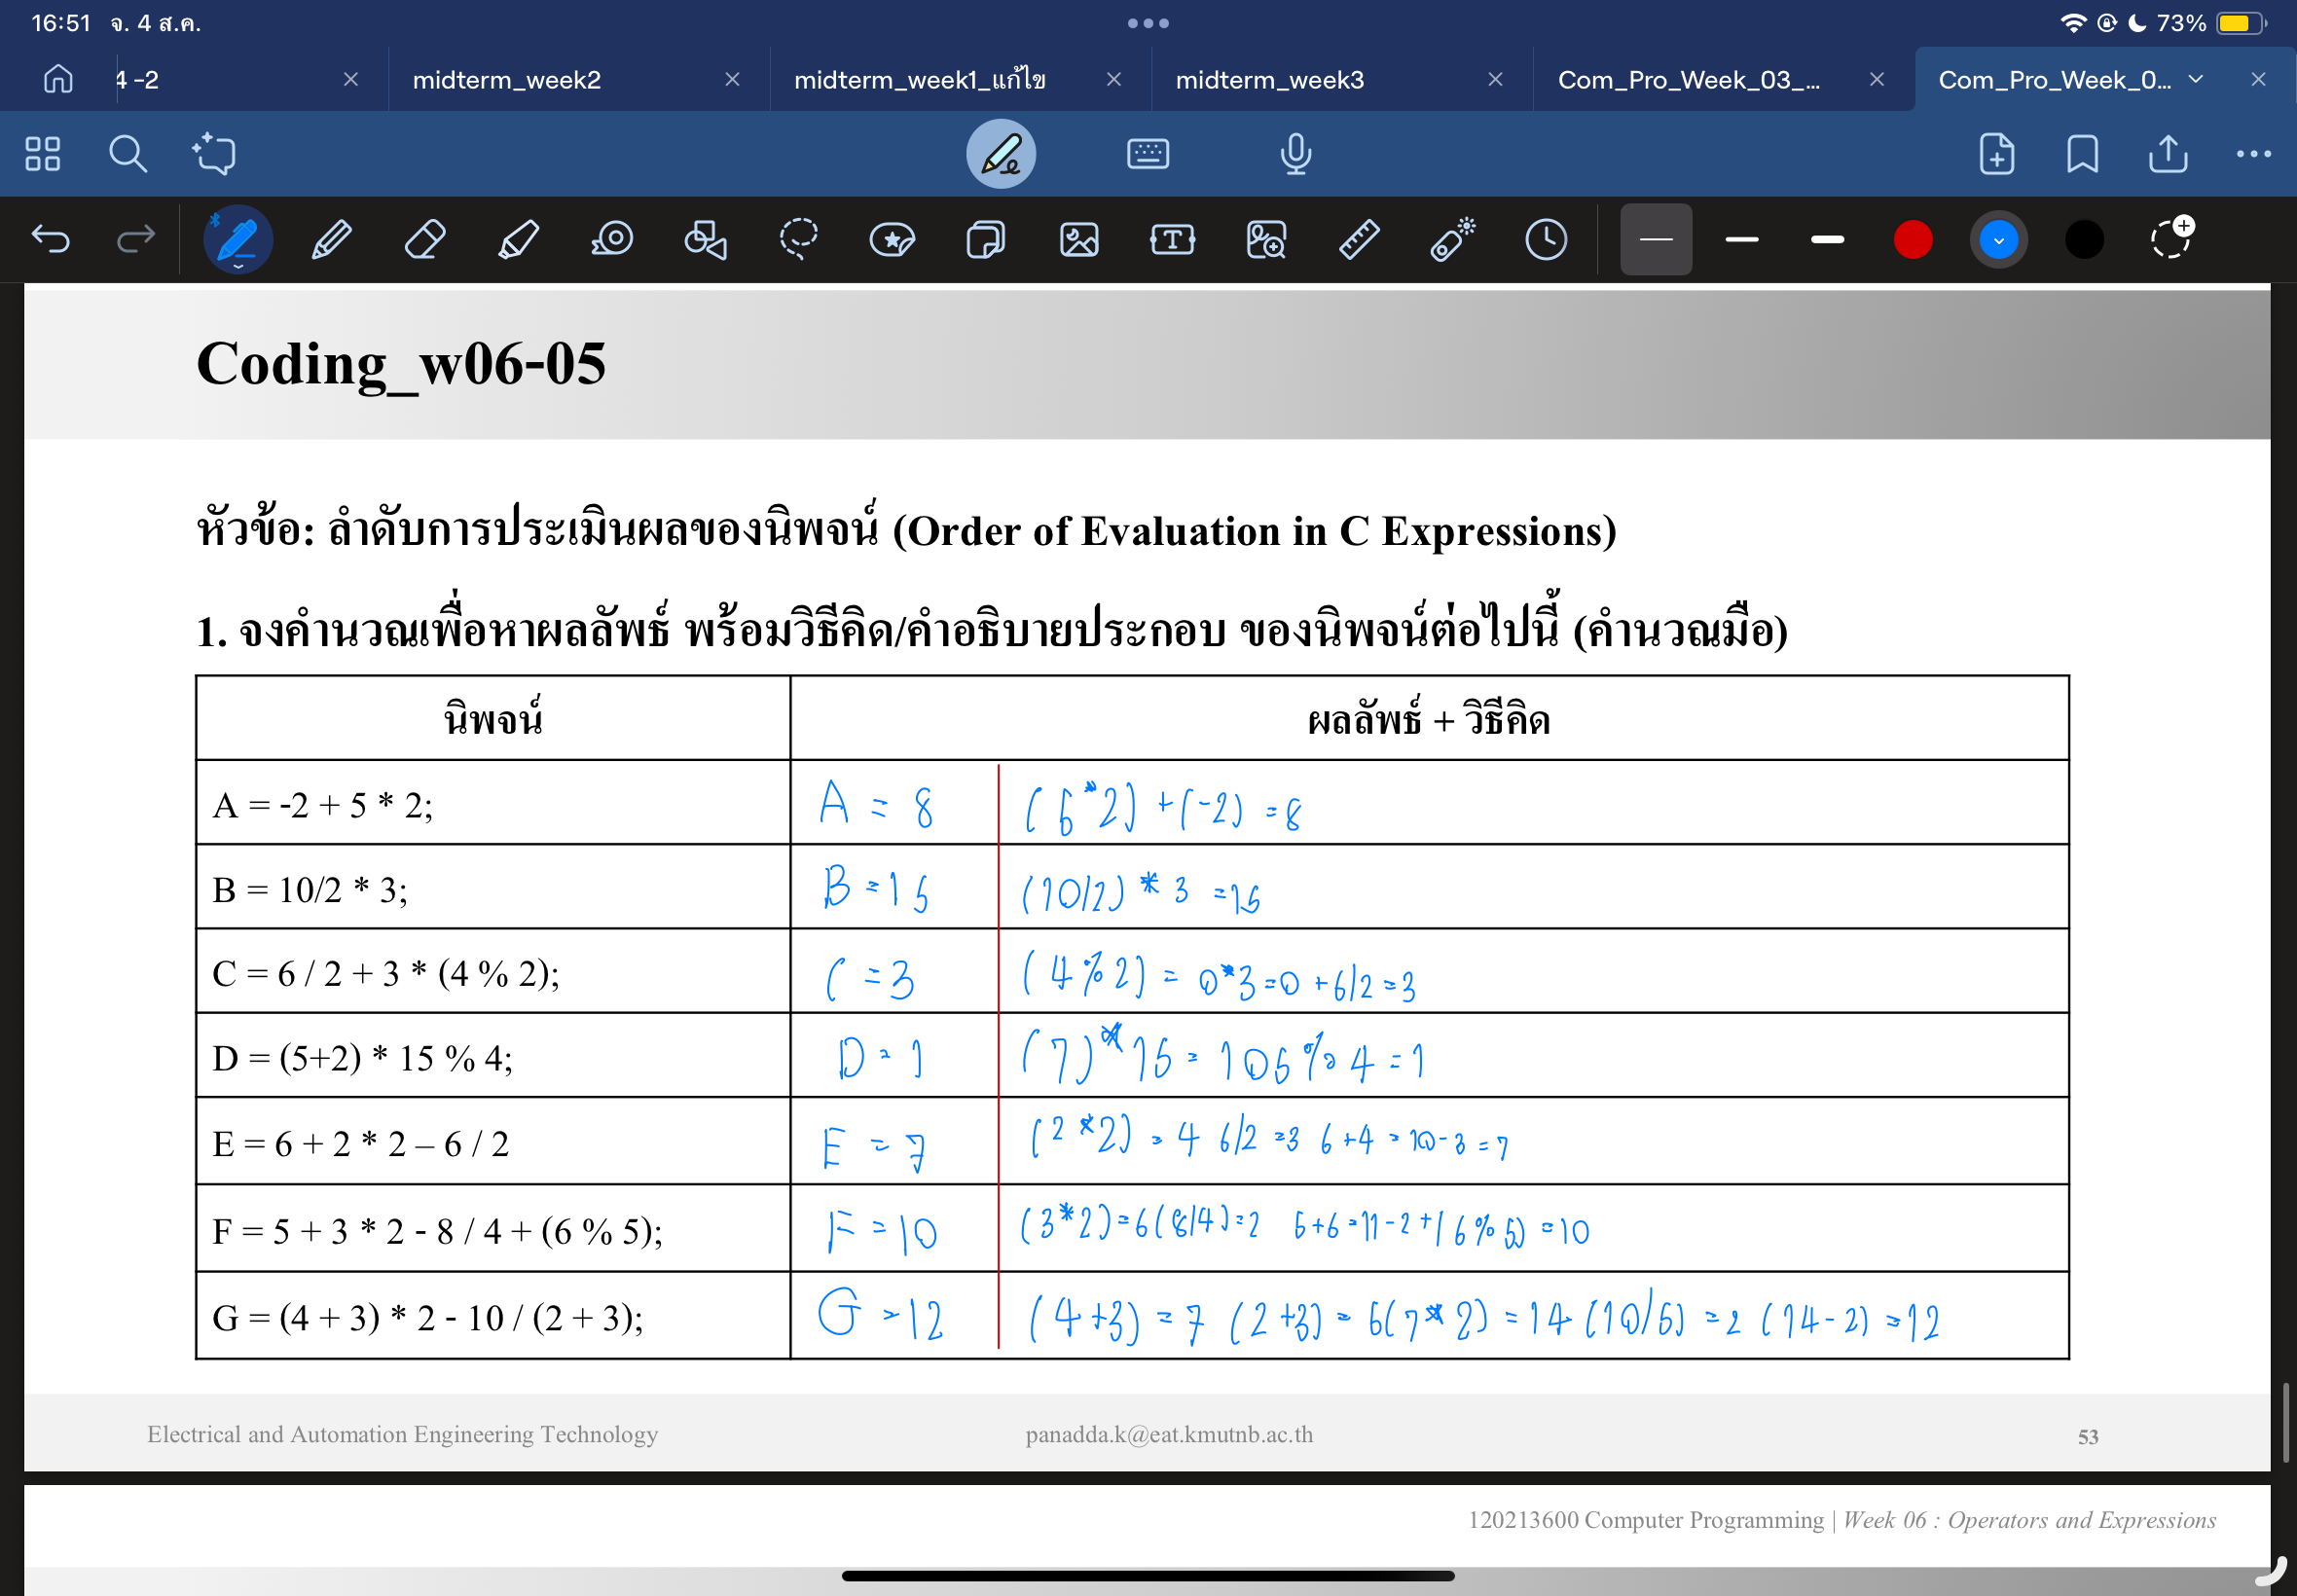 16:51 จ. 4 ส.ค. 73%
4 -2 midterm_week2 midterm_week1_แก้ไข midterm_week3 Com_Pro_Week_03_... Com_Pro_Week_0...
Coding_w06-05
หัวข้อ: ลำดับการประเมินผลของนิพจน์ (Order of Evaluation in C Expressions)
1. จงคำนวณเพื่อหาผลลัพธ์ พร้อมวิธีคิด/คำอธิบายประกอบ ของนิพจน์ต่อไปนี้ (คำนวณมือ)
นิพจน์ ผลลัพธ์ + วิธีคิด
A = -2 + 5 * 2; A = 8 (5*2) + (-2) = 8
B = 10/2 * 3; B = 15 (10/2) * 3 = 15
C = 6 / 2 + 3 * (4 % 2); C = 3 (4%2) = 0*3=0 +6/2=3
D = (5+2) * 15 % 4; D = 1 (7)*15 = 105%4=1
E = 6 + 2 * 2 – 6 / 2 E = 7 (2*2) = 4 6/2 =3 6+4 =10-3 =7
F = 5 + 3 * 2 - 8 / 4 + (6 % 5); F = 10 (3*2)=6(8/4)=2 5+6=11-2+(6%5) =10
G = (4 + 3) * 2 - 10 / (2 + 3); G =12 (4+3) = 7 (2+3) = 5(7*2) = 14 (10/5) =2 (14-2) =12
Electrical and Automation Engineering Technology panadda.k@eat.kmutnb.ac.th 53
120213600 Computer Programming | Week 06 : Operators and Expressions